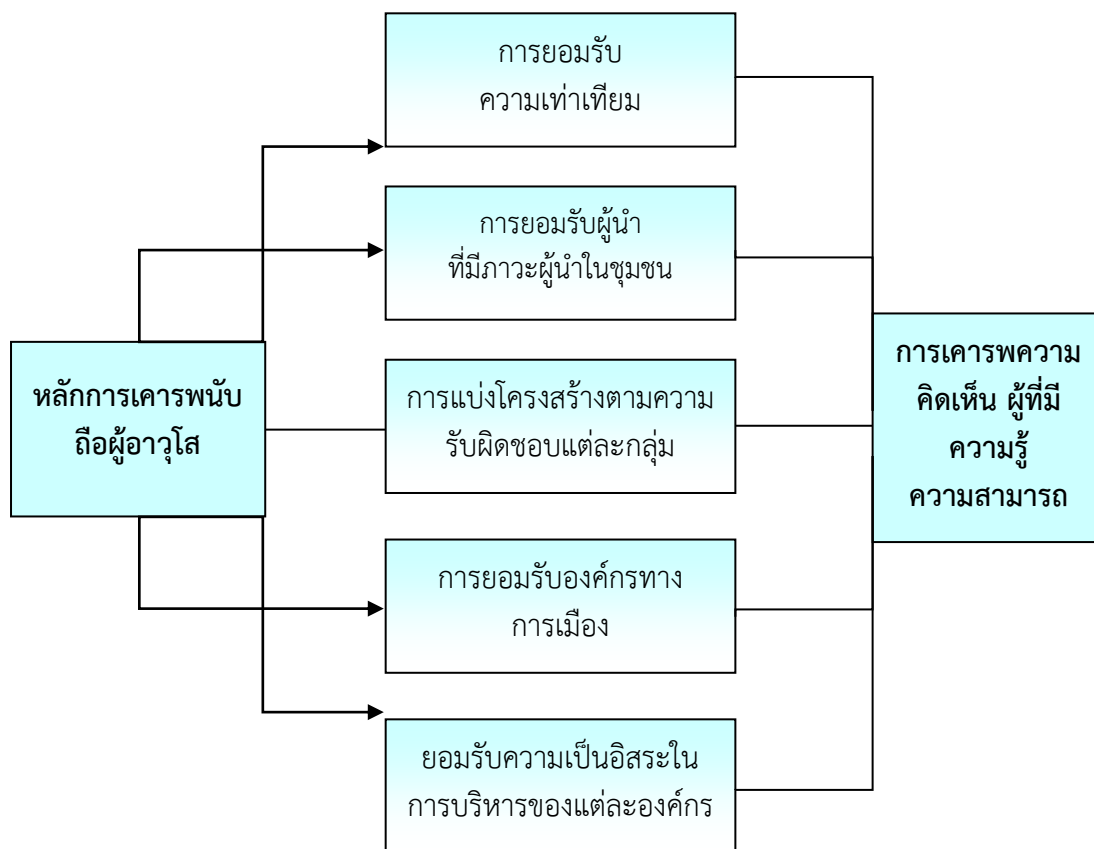 การยอมรับ
ความเท่าเทียม
การยอมรับผู้นำ
ที่มีภาวะผู้นำในชุมชน
หลักการเคารพนับ
ถือผู้อาวุโส
การแบ่งโครงสร้างตามความ
รับผิดชอบแต่ละกลุ่ม
การเคารพความ
คิดเห็น ผู้ที่มี
ความรู้
ความสามารถ
การยอมรับองค์กรทาง
การเมือง
ยอมรับความเป็นอิสระใน
การบริหารของแต่ละองค์กร